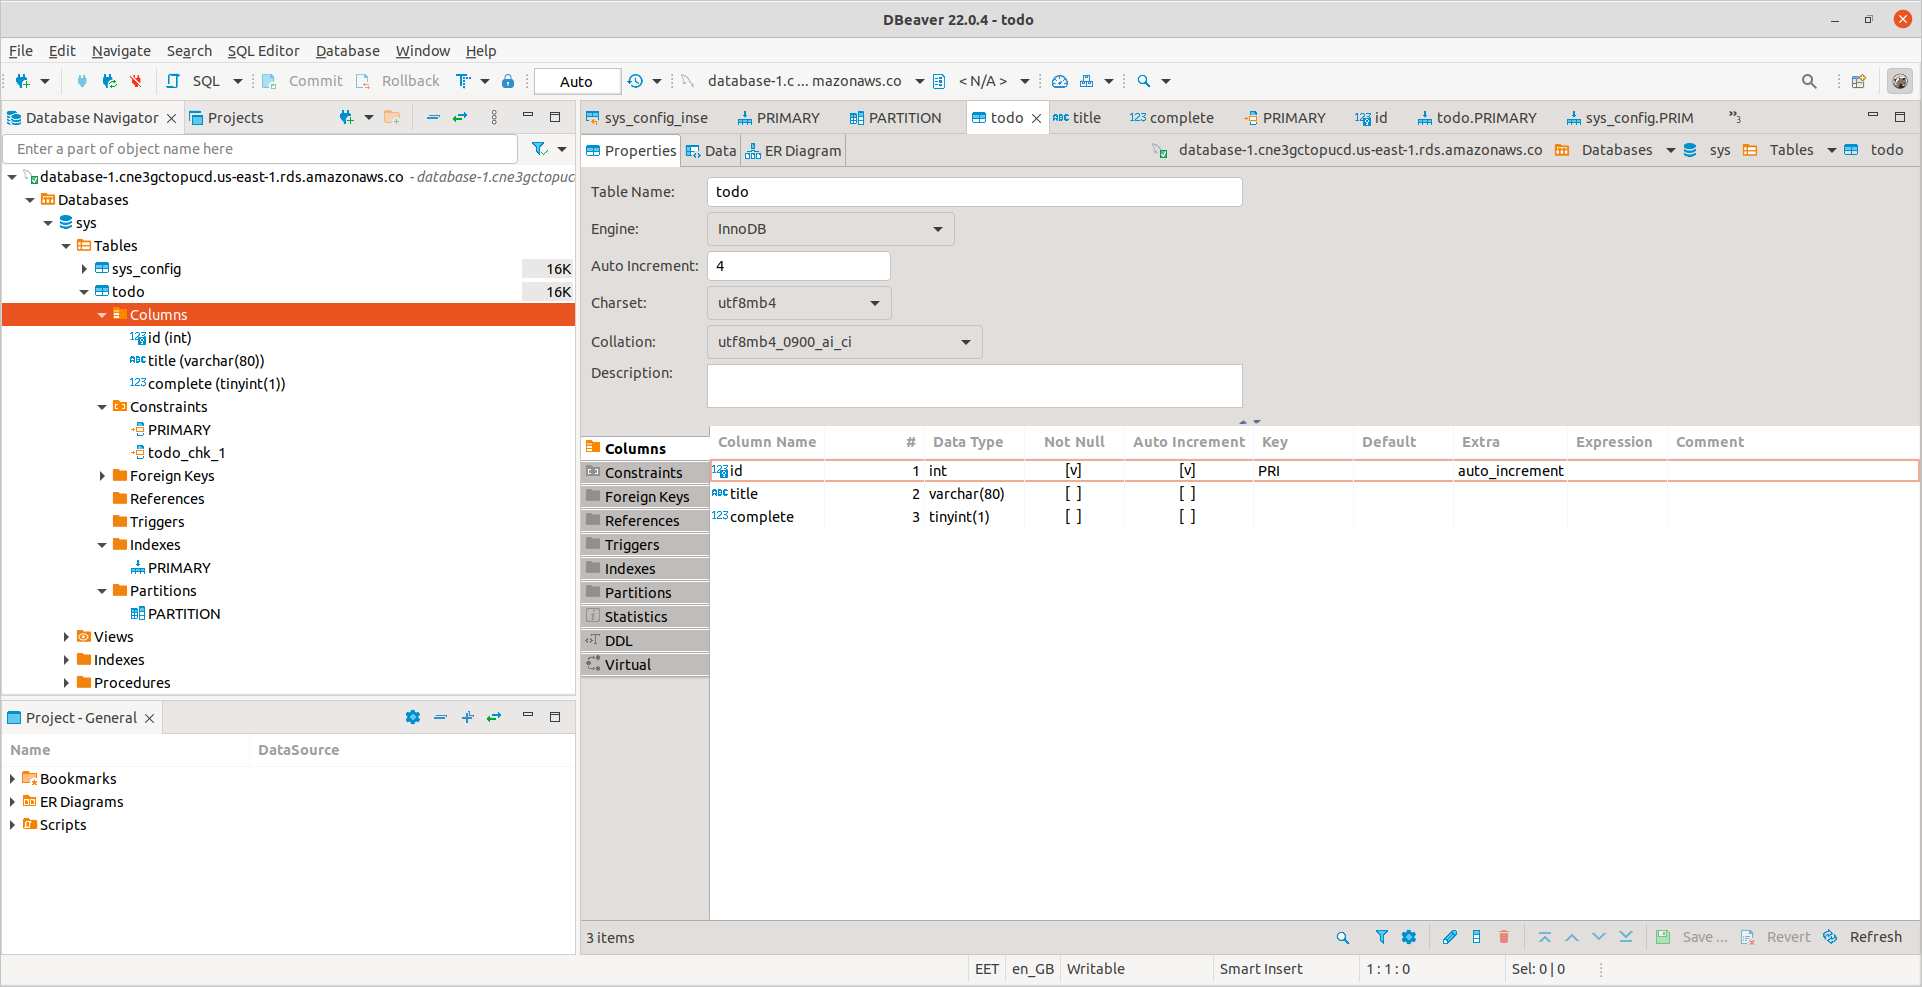 DBeaver 22.0.4 - todo
File Edit Navigate Search SQL Editor Database Window Help
SQL Commit Rollback Auto database-1.c ... mazonaws.co < N/A >
Database Navigator Projects
Enter a part of object name here
database-1.cne3gctopucd.us-east-1.rds.amazonaws.co - database-1.cne3gctopucd
Databases
sys
Tables
sys_config 16K
todo 16K
Columns
id (int)
title (varchar(80))
complete (tinyint(1))
Constraints
PRIMARY
todo_chk_1
Foreign Keys
References
Triggers
Indexes
PRIMARY
Partitions
PARTITION
Views
Indexes
Procedures
Project - General
Name DataSource
Bookmarks
ER Diagrams
Scripts
sys_config_inse PRIMARY PARTITION todo title complete PRIMARY id todo.PRIMARY sys_config.PRIM »3
Properties Data ER Diagram database-1.cne3gctopucd.us-east-1.rds.amazonaws.co Databases sys Tables todo
Table Name: todo
Engine: InnoDB
Auto Increment: 4
Charset: utf8mb4
Collation: utf8mb4_0900_ai_ci
Description:
Columns
Constraints
Foreign Keys
References
Triggers
Indexes
Partitions
Statistics
DDL
Virtual
Column Name # Data Type Not Null Auto Increment Key Default Extra Expression Comment
123 id 1 int [v] [v] PRI auto_increment
ABC title 2 varchar(80) [ ] [ ]
123 complete 3 tinyint(1) [ ] [ ]
3 items Save ... Revert Refresh
EET en_GB Writable Smart Insert 1 : 1 : 0 Sel: 0 | 0